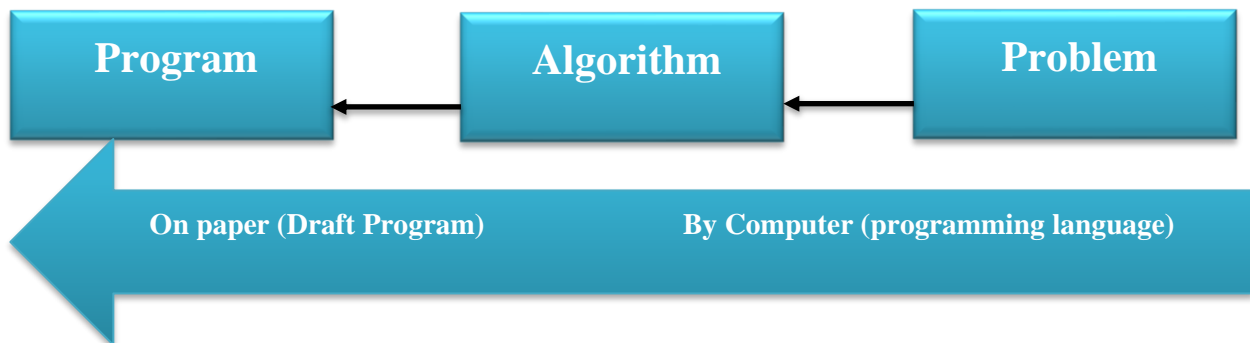 Program
Algorithm
Problem
On paper (Draft Program)
By Computer (programming language)